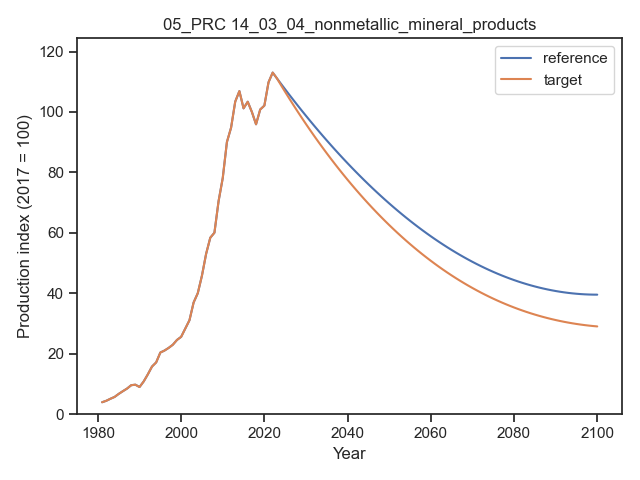 05_PRC 14_03_04_nonmetallic_mineral_products
reference
target
Production index (2017 = 100)
120
100
80
60
40
20
0
1980
2000
2020
2040
2060
2080
2100
Year